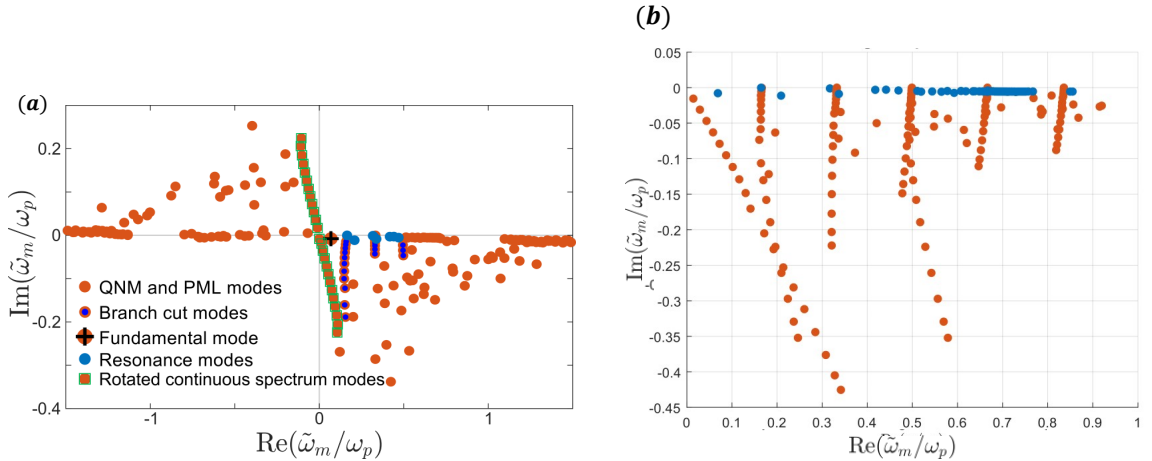 (a)
0.2
0
-0.2
-0.4
-1
0
1
Im(ω̃m/ωp)
Re(ω̃m/ωp)
QNM and PML modes
Branch cut modes
Fundamental mode
Resonance modes
Rotated continuous spectrum modes
(b)
0.05
0
-0.05
-0.1
-0.15
-0.2
-0.25
-0.3
-0.35
-0.4
-0.45
0
0.1
0.2
0.3
0.4
0.5
0.6
0.7
0.8
0.9
1
Im(ω̃m/ωp)
Re(ω̃m/ωp)